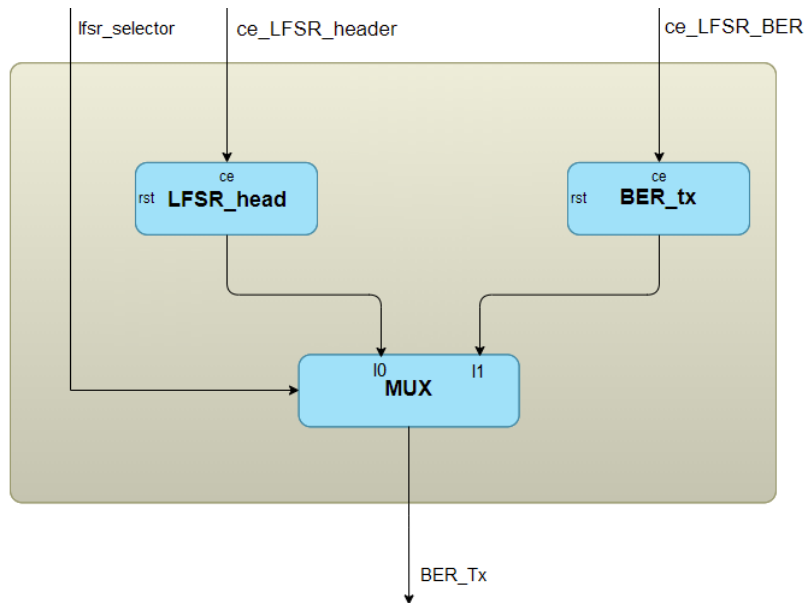 lfsr_selector
ce_LFSR_header
ce_LFSR_BER
ce
rst LFSR_head
ce
rst BER_tx
I0
I1
MUX
BER_Tx